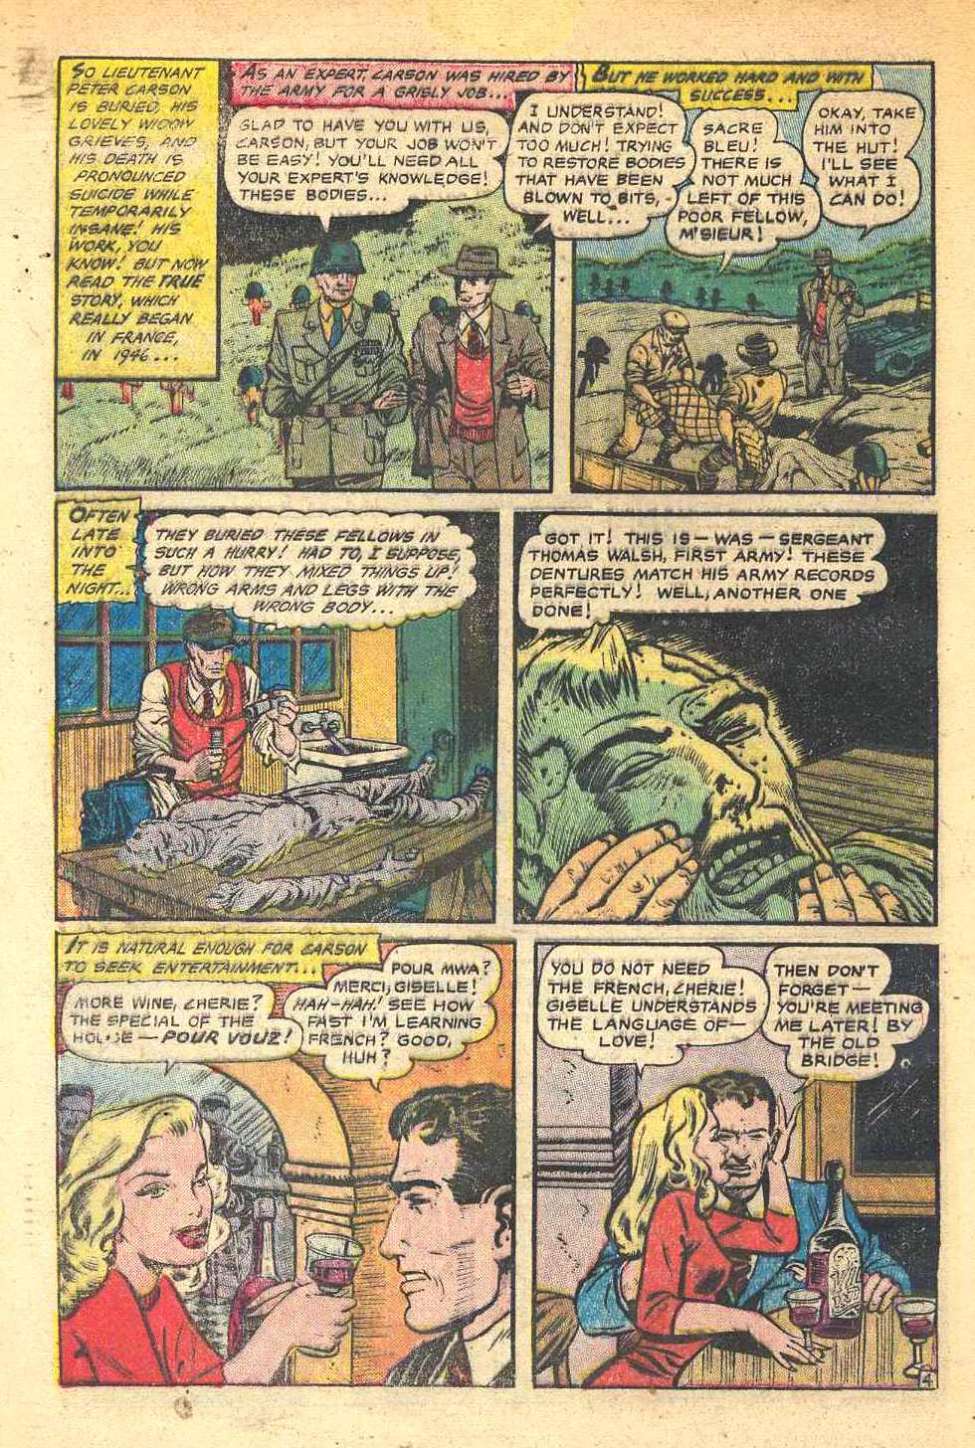 SO LIEUTENANT
PETER CARSON
IS BURIED, HIS
LOVELY WIDOW
GRIEVES, AND
HIS DEATH IS
PRONOUNCED
SUICIDE WHILE
TEMPORARILY
INSANE! HIS
WORK, YOU
KNOW! BUT NOW
READ THE TRUE
STORY, WHICH
REALLY BEGAN
IN FRANCE,
IN 1946...
AS AN EXPERT, CARSON WAS HIRED BY
THE ARMY FOR A GRISLY JOB...
GLAD TO HAVE YOU WITH US,
CARSON, BUT YOUR JOB WON'T
BE EASY! YOU'LL NEED ALL
YOUR EXPERT'S KNOWLEDGE!
THESE BODIES...
I UNDERSTAND!
AND DON'T EXPECT
TOO MUCH! TRYING
TO RESTORE BODIES
THAT HAVE BEEN
BLOWN TO BITS, -
WELL...
BUT HE WORKED HARD AND WITH
SUCCESS...
SACRE
BLEU!
THERE IS
NOT MUCH
LEFT OF THIS
POOR FELLOW,
M'SIEUR!
OKAY, TAKE
HIM INTO
THE HUT!
I'LL SEE
WHAT I
CAN DO!
OFTEN
LATE
INTO
THE
NIGHT...
THEY BURIED THESE FELLOWS IN
SUCH A HURRY! HAD TO, I SUPPOSE,
BUT HOW THEY MIXED THINGS UP!
WRONG ARMS AND LEGS WITH THE
WRONG BODY...
GOT IT! THIS IS — WAS — SERGEANT
THOMAS WALSH, FIRST ARMY! THESE
DENTURES MATCH HIS ARMY RECORDS
PERFECTLY! WELL, ANOTHER ONE
DONE!
IT IS NATURAL ENOUGH FOR CARSON
TO SEEK ENTERTAINMENT...
MORE WINE, CHERIE?
THE SPECIAL OF THE
HOUSE — POUR VOUZ!
POUR MWA?
MERCI, GISELLE!
HAH-HAH! SEE HOW
FAST I'M LEARNING
FRENCH? GOOD,
HUH?
YOU DO NOT NEED
THE FRENCH, CHERIE!
GISELLE UNDERSTANDS
THE LANGUAGE OF—
LOVE!
THEN DON'T
FORGET—
YOU'RE MEETING
ME LATER! BY
THE OLD
BRIDGE!
4